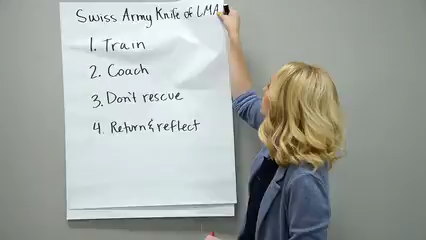 Swiss Army Knife of LMA
1. Train
2. Coach
3. Don't rescue
4. Return & reflect